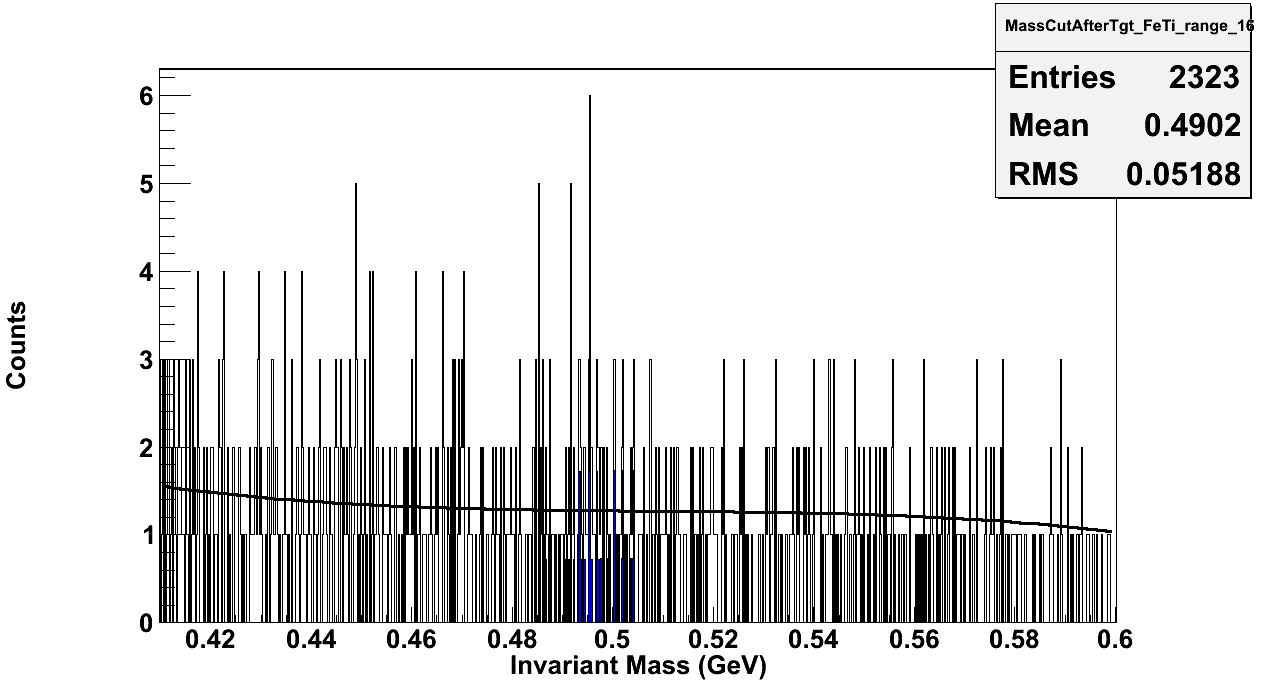 MassCutAfterTgt_FeTi_range_16
Entries 2323
Mean 0.4902
RMS 0.05188
6
5
4
3
2
1
0
Counts
0.42 0.44 0.46 0.48 0.5 0.52 0.54 0.56 0.58 0.6
Invariant Mass (GeV)